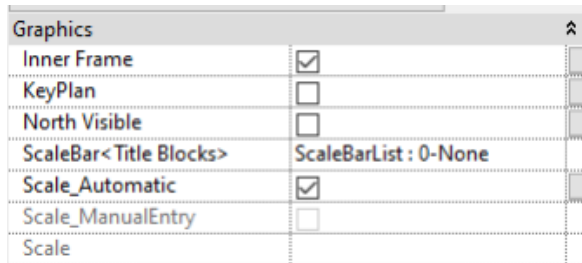 Graphics
Inner Frame
KeyPlan
North Visible
ScaleBar<Title Blocks> ScaleBarList : 0-None
Scale_Automatic
Scale_ManualEntry
Scale